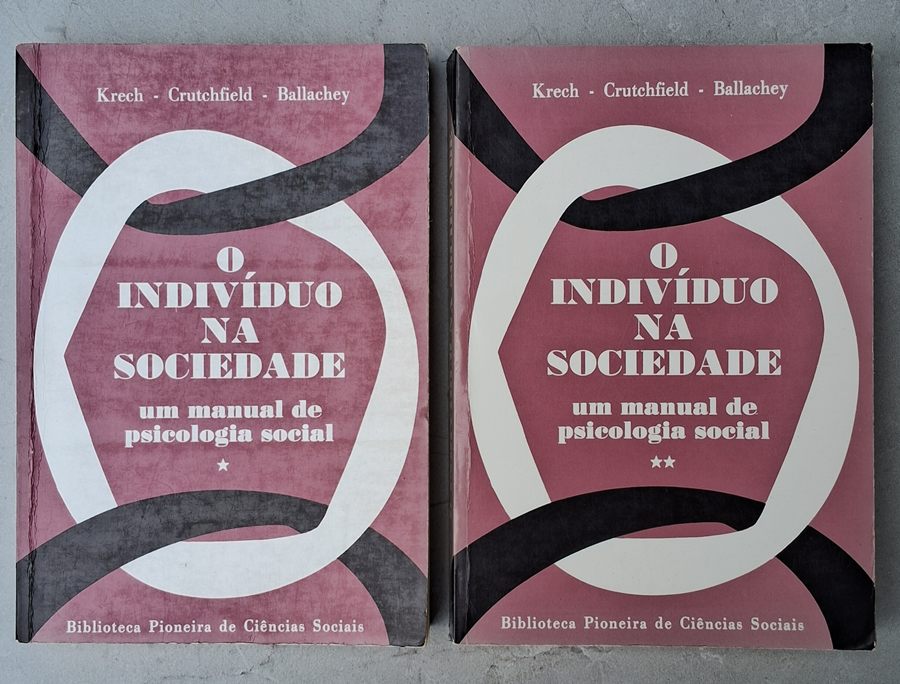 Krech - Crutchfield - Ballachey
O
INDIVÍDUO
NA
SOCIEDADE
um manual de
psicologia social
★
Biblioteca Pioneira de Ciências Sociais
Krech - Crutchfield - Ballachey
O
INDIVÍDUO
NA
SOCIEDADE
um manual de
psicologia social
★★
Biblioteca Pioneira de Ciências Sociais